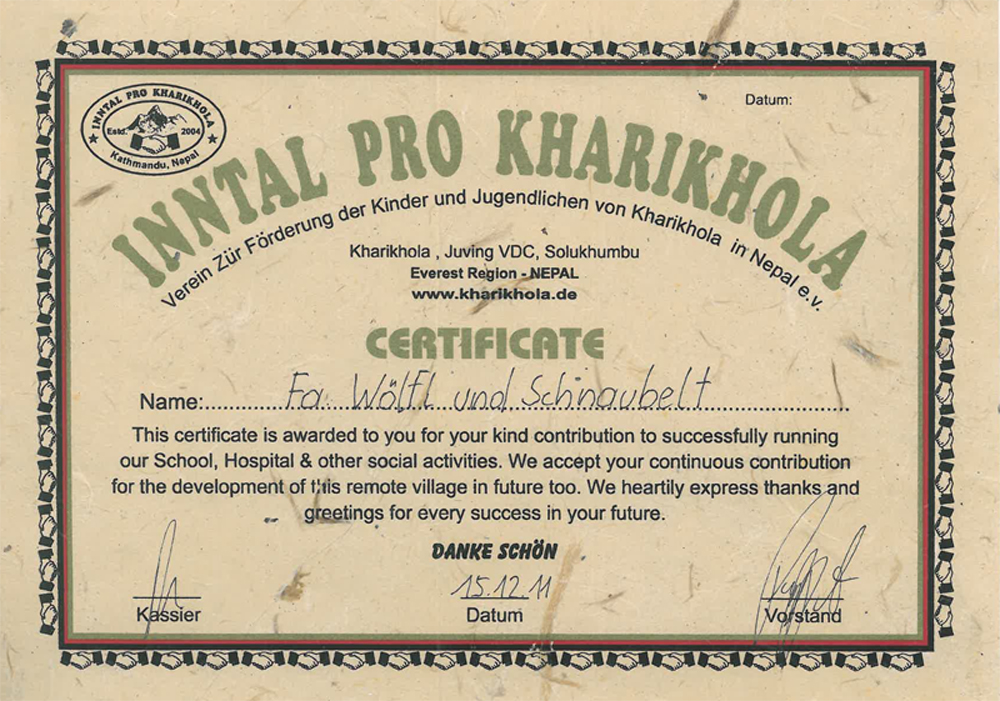 INNTAL PRO KHARIKHOLA
Estd. 2004
Kathmandu, Nepal
Datum:
INNTAL PRO KHARIKHOLA
Verein Zür Förderung der Kinder und Jugendlichen von Kharikhola in Nepal e.v.
Kharikhola , Juving VDC, Solukhumbu
Everest Region - NEPAL
www.kharikhola.de
CERTIFICATE
Name: Fa. Wölfl und Schnaubelt
This certificate is awarded to you for your kind contribution to successfully running
our School, Hospital & other social activities. We accept your continuous contribution
for the development of this remote village in future too. We heartily express thanks and
greetings for every success in your future.
DANKE SCHÖN
15.12.11
Kassier Datum Vorstand